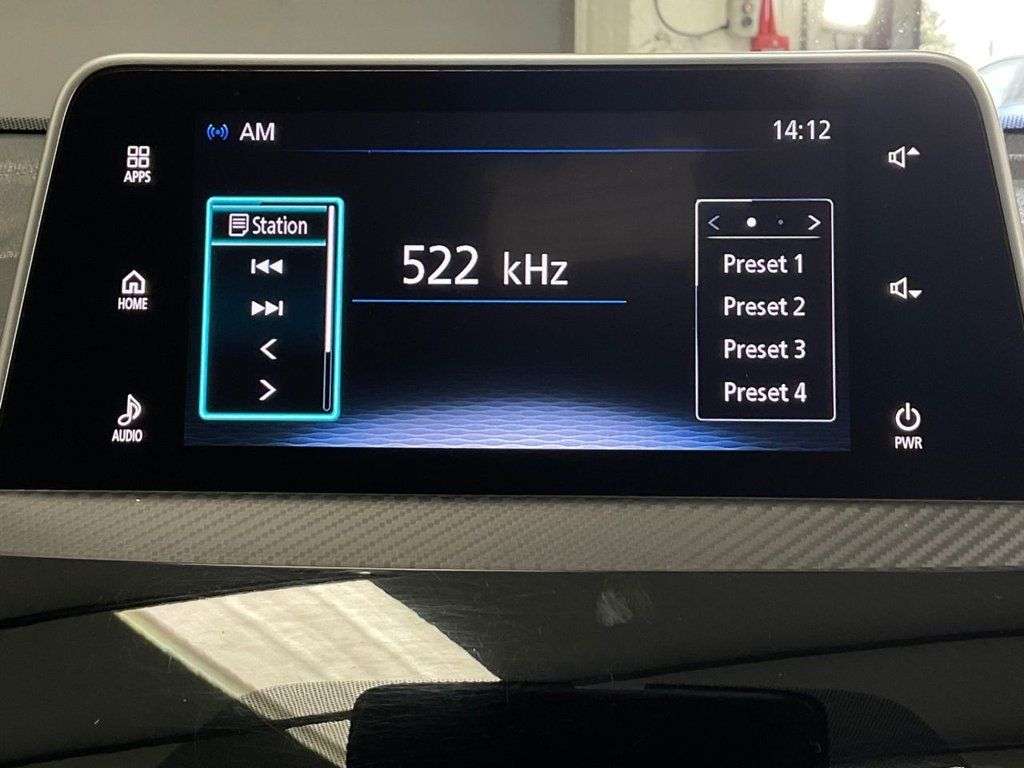 AM
14:12
APPS
HOME
AUDIO
Station
522 kHz
Preset 1
Preset 2
Preset 3
Preset 4
PWR